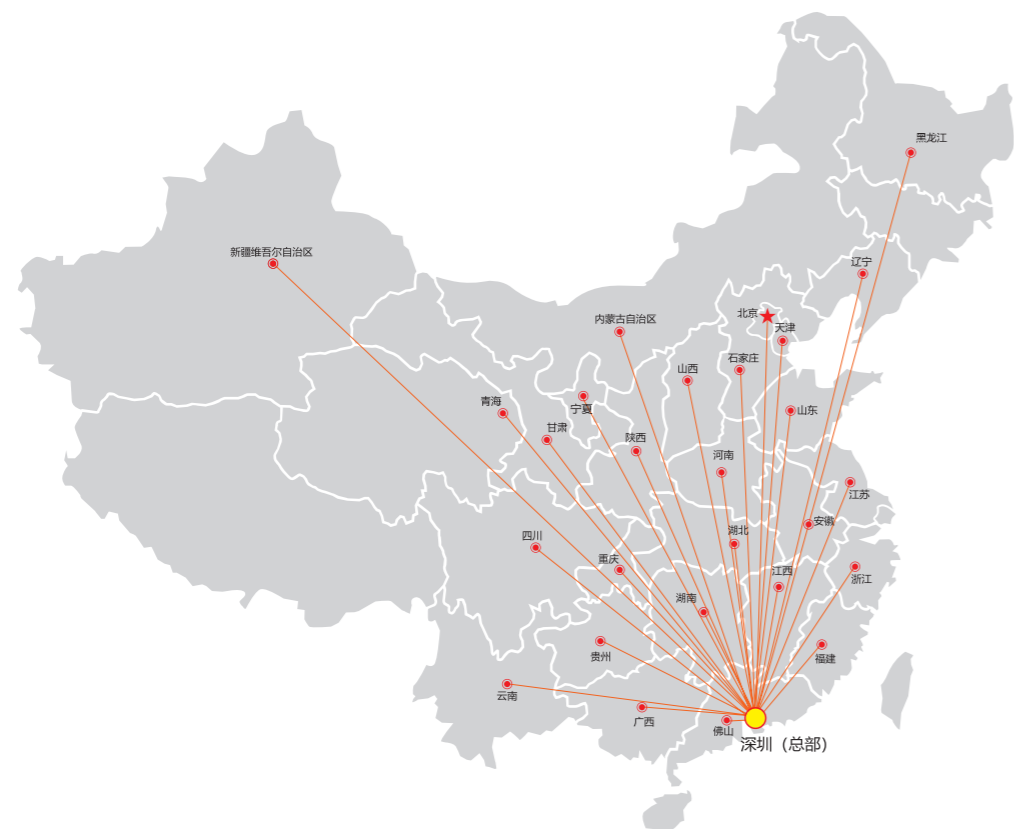 黑龙江
新疆维吾尔自治区
辽宁
北京
内蒙古自治区
天津
石家庄
山西
青海
宁夏
山东
甘肃
陕西
河南
江苏
安徽
湖北
四川
重庆
江西
浙江
湖南
贵州
福建
云南
广西
佛山
深圳（总部）